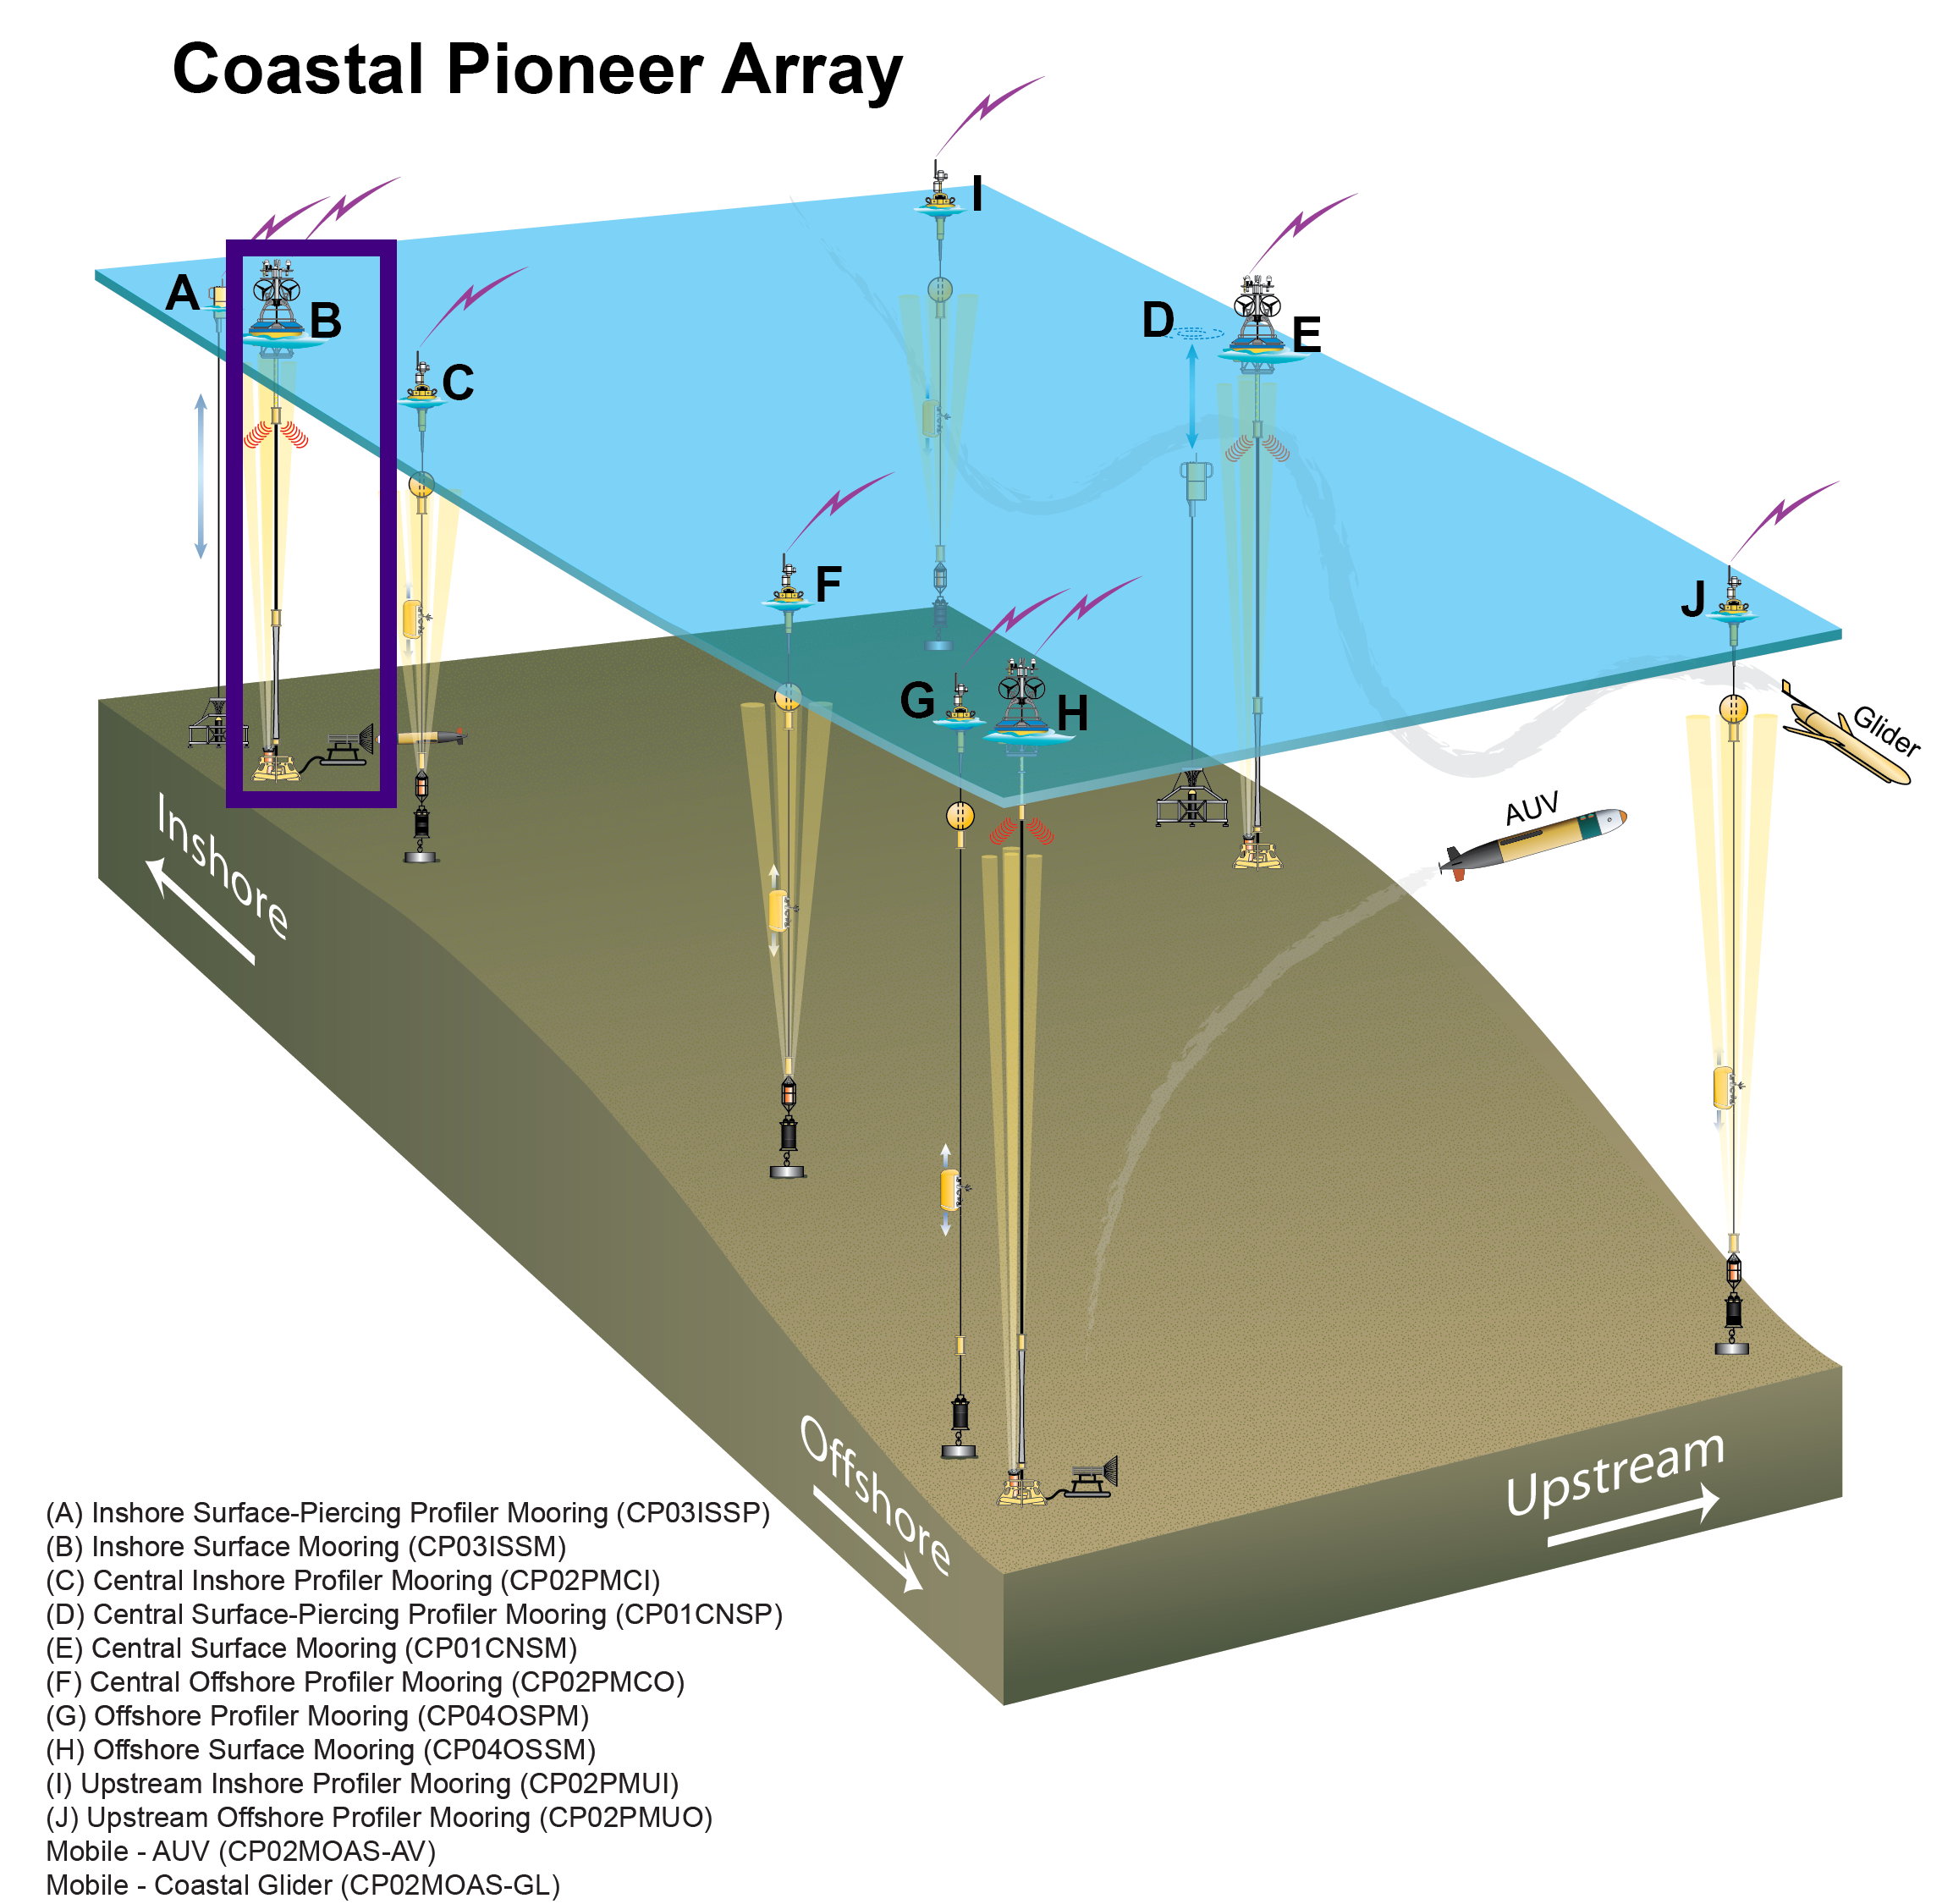 Coastal Pioneer Array
I
A
B
D
E
C
F
J
G
H
Glider
AUV
Inshore
Offshore
Upstream
(A) Inshore Surface-Piercing Profiler Mooring (CP03ISSP)
(B) Inshore Surface Mooring (CP03ISSM)
(C) Central Inshore Profiler Mooring (CP02PMCI)
(D) Central Surface-Piercing Profiler Mooring (CP01CNSP)
(E) Central Surface Mooring (CP01CNSM)
(F) Central Offshore Profiler Mooring (CP02PMCO)
(G) Offshore Profiler Mooring (CP04OSPM)
(H) Offshore Surface Mooring (CP04OSSM)
(I) Upstream Inshore Profiler Mooring (CP02PMUI)
(J) Upstream Offshore Profiler Mooring (CP02PMUO)
Mobile - AUV (CP02MOAS-AV)
Mobile - Coastal Glider (CP02MOAS-GL)